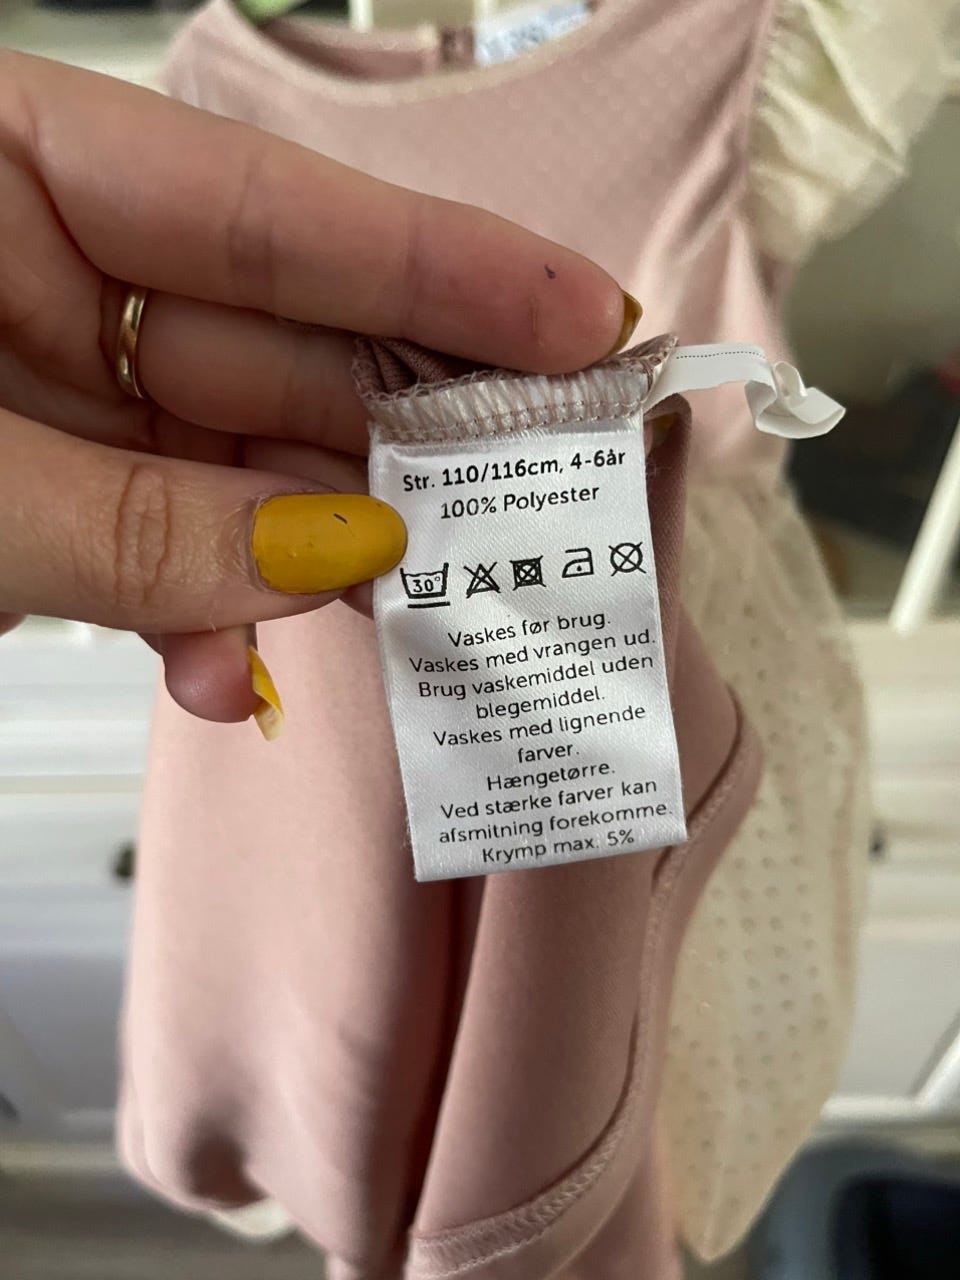 Str. 110/116cm, 4-6år
100% Polyester
30°
Vaskes før brug.
Vaskes med vrangen ud.
Brug vaskemiddel uden
blegemiddel.
Vaskes med lignende
farver.
Hængetørre.
Ved stærke farver kan
afsmitning forekomme.
Krymp max. 5%